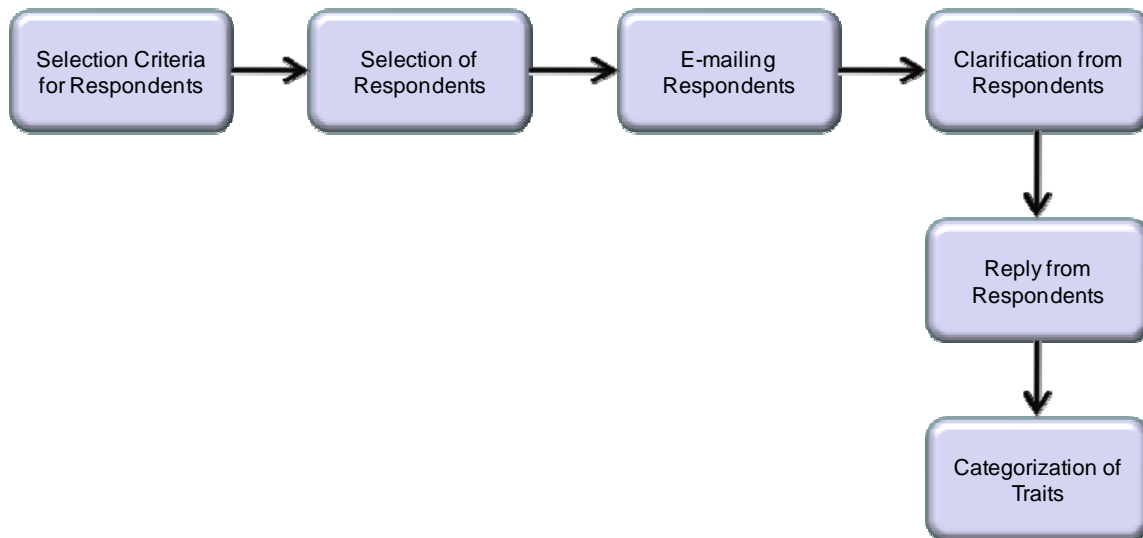 Selection Criteria
for Respondents
Selection of
Respondents
E-mailing
Respondents
Clarification from
Respondents
Reply from
Respondents
Categorization of
Traits